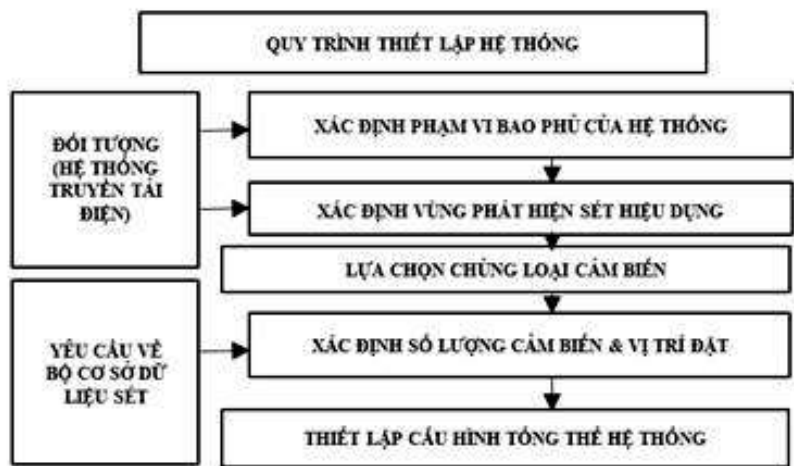 QUY TRÌNH THIẾT LẬP HỆ THỐNG
ĐỐI TƯỢNG
(HỆ THỐNG
TRUYỀN TẢI
ĐIỆN)
XÁC ĐỊNH PHẠM VI BAO PHỦ CỦA HỆ THỐNG
XÁC ĐỊNH VÙNG PHÁT HIỆN SÉT HIỆU DỤNG
LỰA CHỌN CHỦNG LOẠI CẢM BIẾN
YÊU CẦU VỀ
BỘ CƠ SỞ DỮ
LIỆU SÉT
XÁC ĐỊNH SỐ LƯỢNG CẢM BIẾN & VỊ TRÍ ĐẶT
THIẾT LẬP CẤU HÌNH TỔNG THỂ HỆ THỐNG